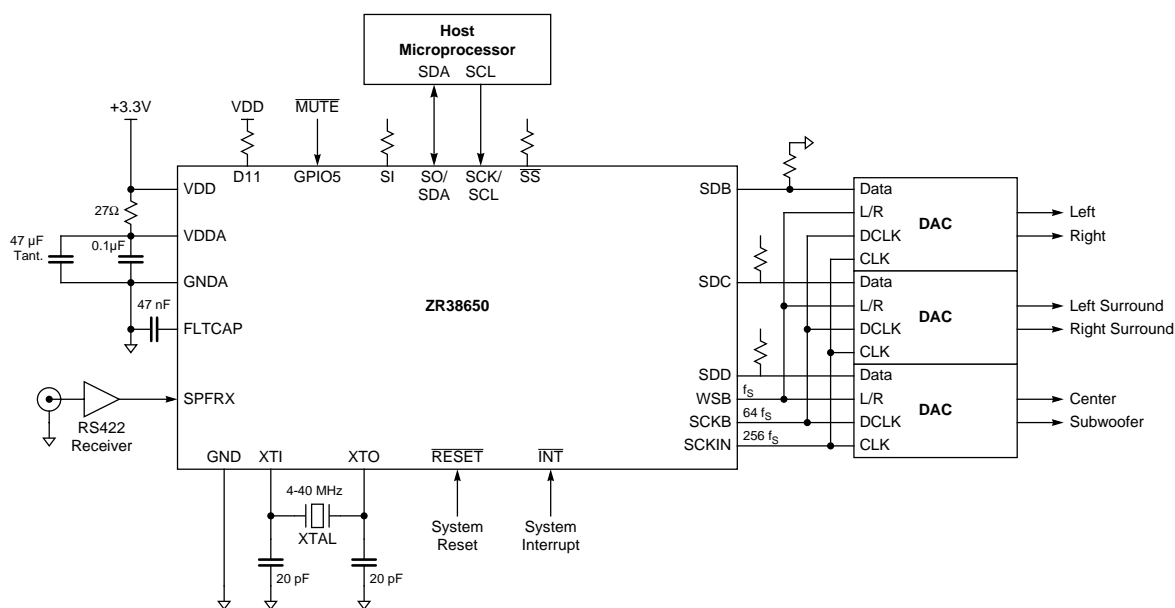 Host
Microprocessor
SDA SCL
+3.3V
VDD
MUTE
D11
GPIO5
SI
SO/
SDA
SCK/
SCL
SS
VDD
27Ω
VDDA
47 µF
Tant.
0.1µF
GNDA
47 nF
FLTCAP
ZR38650
SPFRX
RS422
Receiver
GND
XTI
XTO
RESET
INT
4-40 MHz
XTAL
20 pF
20 pF
System
Reset
System
Interrupt
SDB
SDC
SDD
WSB
fS
SCKB
64 fS
SCKIN
256 fS
Data
L/R
DAC
DCLK
CLK
Left
Right
Data
L/R
DAC
DCLK
CLK
Left Surround
Right Surround
Data
L/R
DAC
DCLK
CLK
Center
Subwoofer